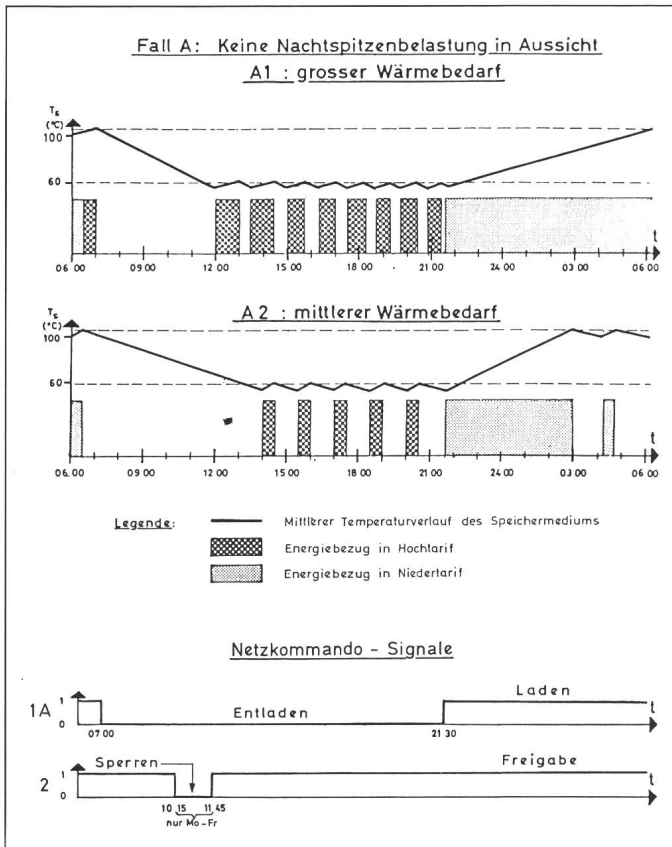 Fall A: Keine Nachtspitzenbelastung in Aussicht
A1 : grosser Wärmebedarf
Ts
(°C)
100
60
t
06 00 09 00 12 00 15 00 18 00 21 00 24 00 03 00 06 00
A2 : mittlerer Wärmebedarf
Ts
(°C)
100
60
t
06.00 09 00 12 00 15 00 18 00 21 00 24 00 03 00 06 00
Legende: Mittlerer Temperaturverlauf des Speichermediums
Energiebezug in Hochtarif
Energiebezug in Niedertarif
Netzkommando - Signale
1A 1 0 Entladen Laden t
07 00 21 30
2 1 0 Sperren Freigabe t
10 15 11 45
nur Mo-Fr